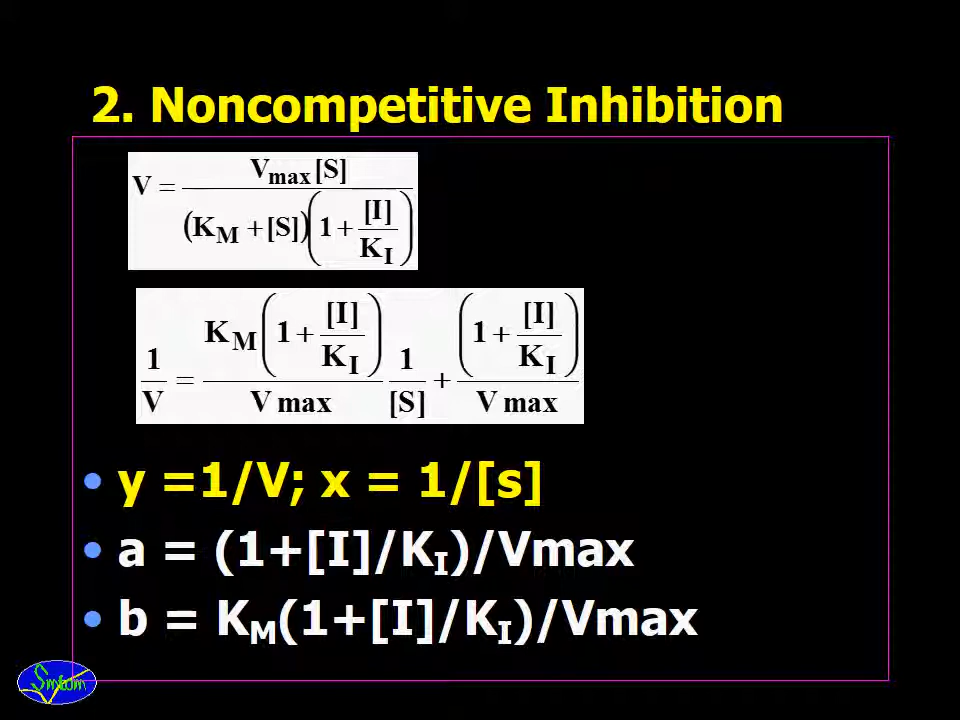 2. Noncompetitive Inhibition
V = Vmax [S] / (KM + [S]) (1 + [I] / KI)
1 / V = KM (1 + [I] / KI) / V max 1 / [S] + (1 + [I] / KI) / V max
• y =1/V; x = 1/[s]
• a = (1+[I]/KI)/Vmax
• b = KM(1+[I]/KI)/Vmax